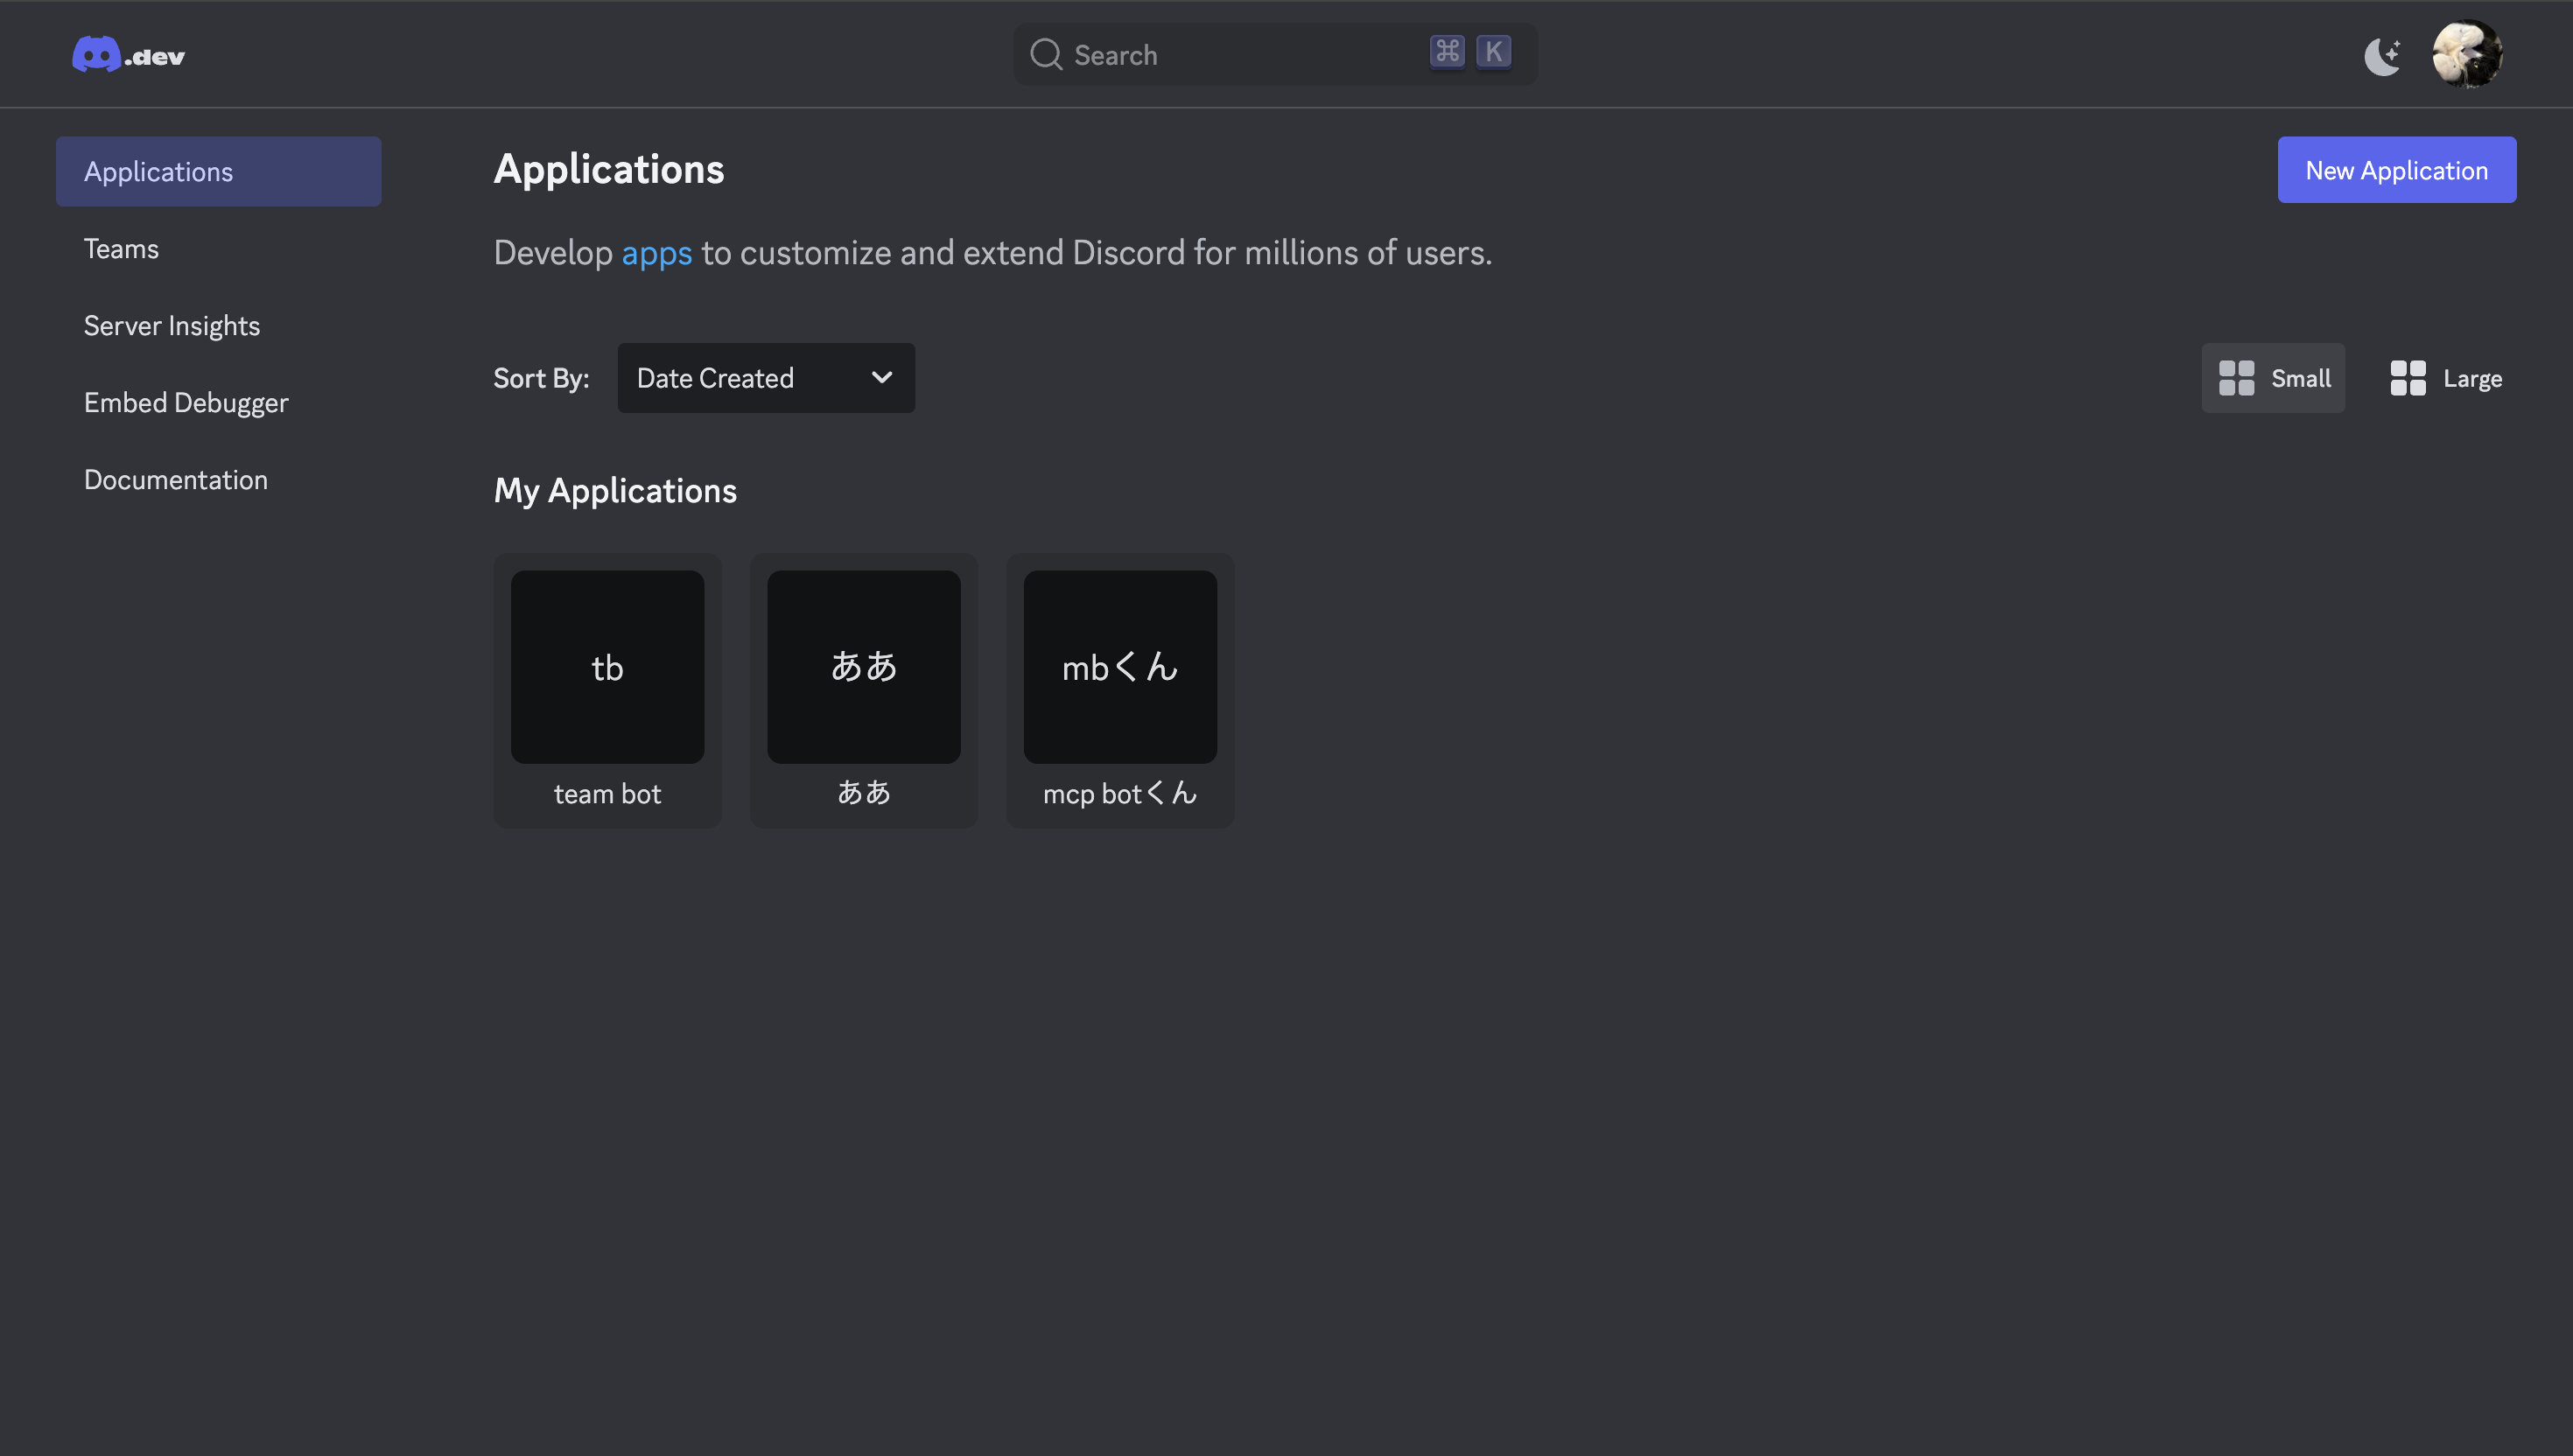 .dev
Search
⌘ K
Applications
Teams
Server Insights
Embed Debugger
Documentation
Applications
New Application
Develop apps to customize and extend Discord for millions of users.
Sort By: Date Created
Small Large
My Applications
tb
team bot
ああ
ああ
mbくん
mcp botくん